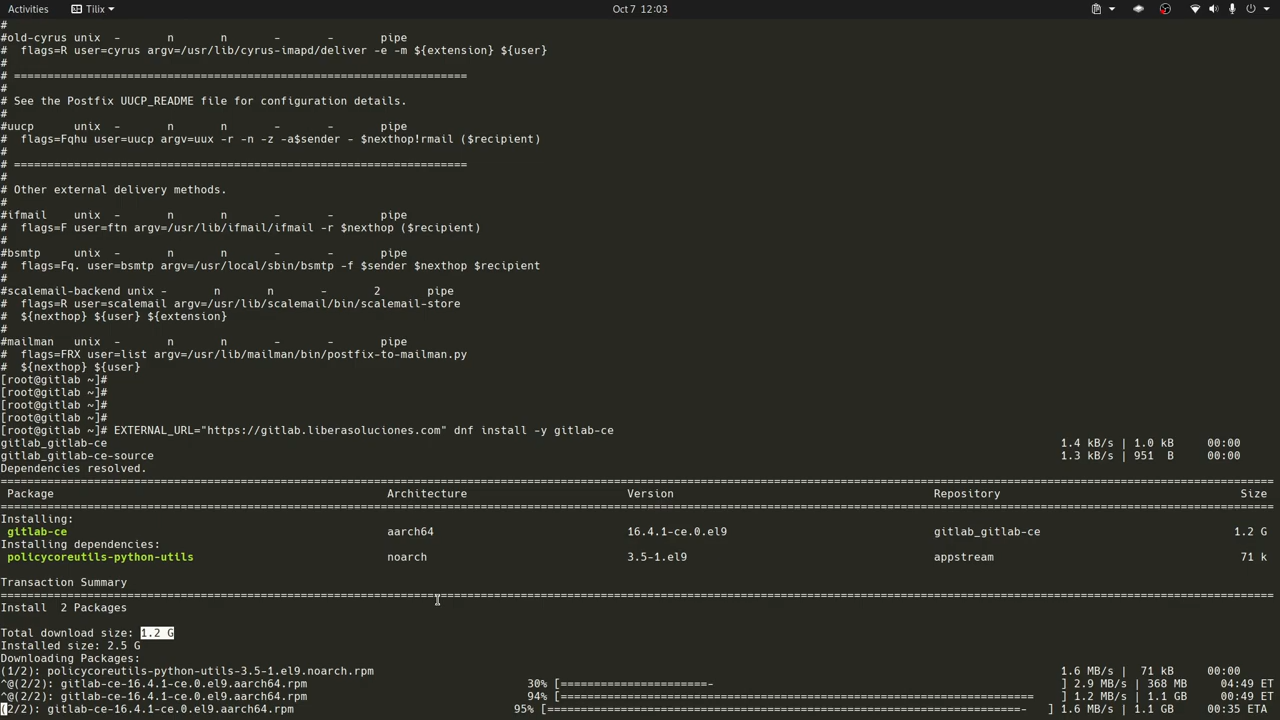 Activities Tilix Oct 7 12:03
#
#old-cyrus unix - n n - - pipe
# flags=R user=cyrus argv=/usr/lib/cyrus-imapd/deliver -e -m ${extension} ${user}
#
# ====================================================================
#
# See the Postfix UUCP_README file for configuration details.
#
#uucp unix - n n - - pipe
# flags=Fqhu user=uucp argv=uux -r -n -z -a$sender - $nexthop!rmail ($recipient)
#
# ====================================================================
#
# Other external delivery methods.
#
#ifmail unix - n n - - pipe
# flags=F user=ftn argv=/usr/lib/ifmail/ifmail -r $nexthop ($recipient)
#
#bsmtp unix - n n - - pipe
# flags=Fq. user=bsmtp argv=/usr/local/sbin/bsmtp -f $sender $nexthop $recipient
#
#scalemail-backend unix - n n - 2 pipe
# flags=R user=scalemail argv=/usr/lib/scalemail/bin/scalemail-store
# ${nexthop} ${user} ${extension}
#
#mailman unix - n n - - pipe
# flags=FRX user=list argv=/usr/lib/mailman/bin/postfix-to-mailman.py
# ${nexthop} ${user}
[root@gitlab ~]#
[root@gitlab ~]#
[root@gitlab ~]#
[root@gitlab ~]#
[root@gitlab ~]# EXTERNAL_URL="https://gitlab.liberasoluciones.com" dnf install -y gitlab-ce
gitlab_gitlab-ce 1.4 kB/s | 1.0 kB 00:00
gitlab_gitlab-ce-source 1.3 kB/s | 951 B 00:00
Dependencies resolved.
Package Architecture Version Repository Size
Installing:
gitlab-ce aarch64 16.4.1-ce.0.el9 gitlab_gitlab-ce 1.2 G
Installing dependencies:
policycoreutils-python-utils noarch 3.5-1.el9 appstream 71 k
Transaction Summary
Install 2 Packages
Total download size: 1.2 G
Installed size: 2.5 G
Downloading Packages:
(1/2): policycoreutils-python-utils-3.5-1.el9.noarch.rpm 1.6 MB/s | 71 kB 00:00
^@(2/2): gitlab-ce-16.4.1-ce.0.el9.aarch64.rpm 30% [======================- ] 2.9 MB/s | 368 MB 04:49 ET
^@(2/2): gitlab-ce-16.4.1-ce.0.el9.aarch64.rpm 94% [======================================================================= ] 1.2 MB/s | 1.1 GB 00:49 ET
(2/2): gitlab-ce-16.4.1-ce.0.el9.aarch64.rpm 95% [=======================================================================- ] 1.6 MB/s | 1.1 GB 00:35 ETA